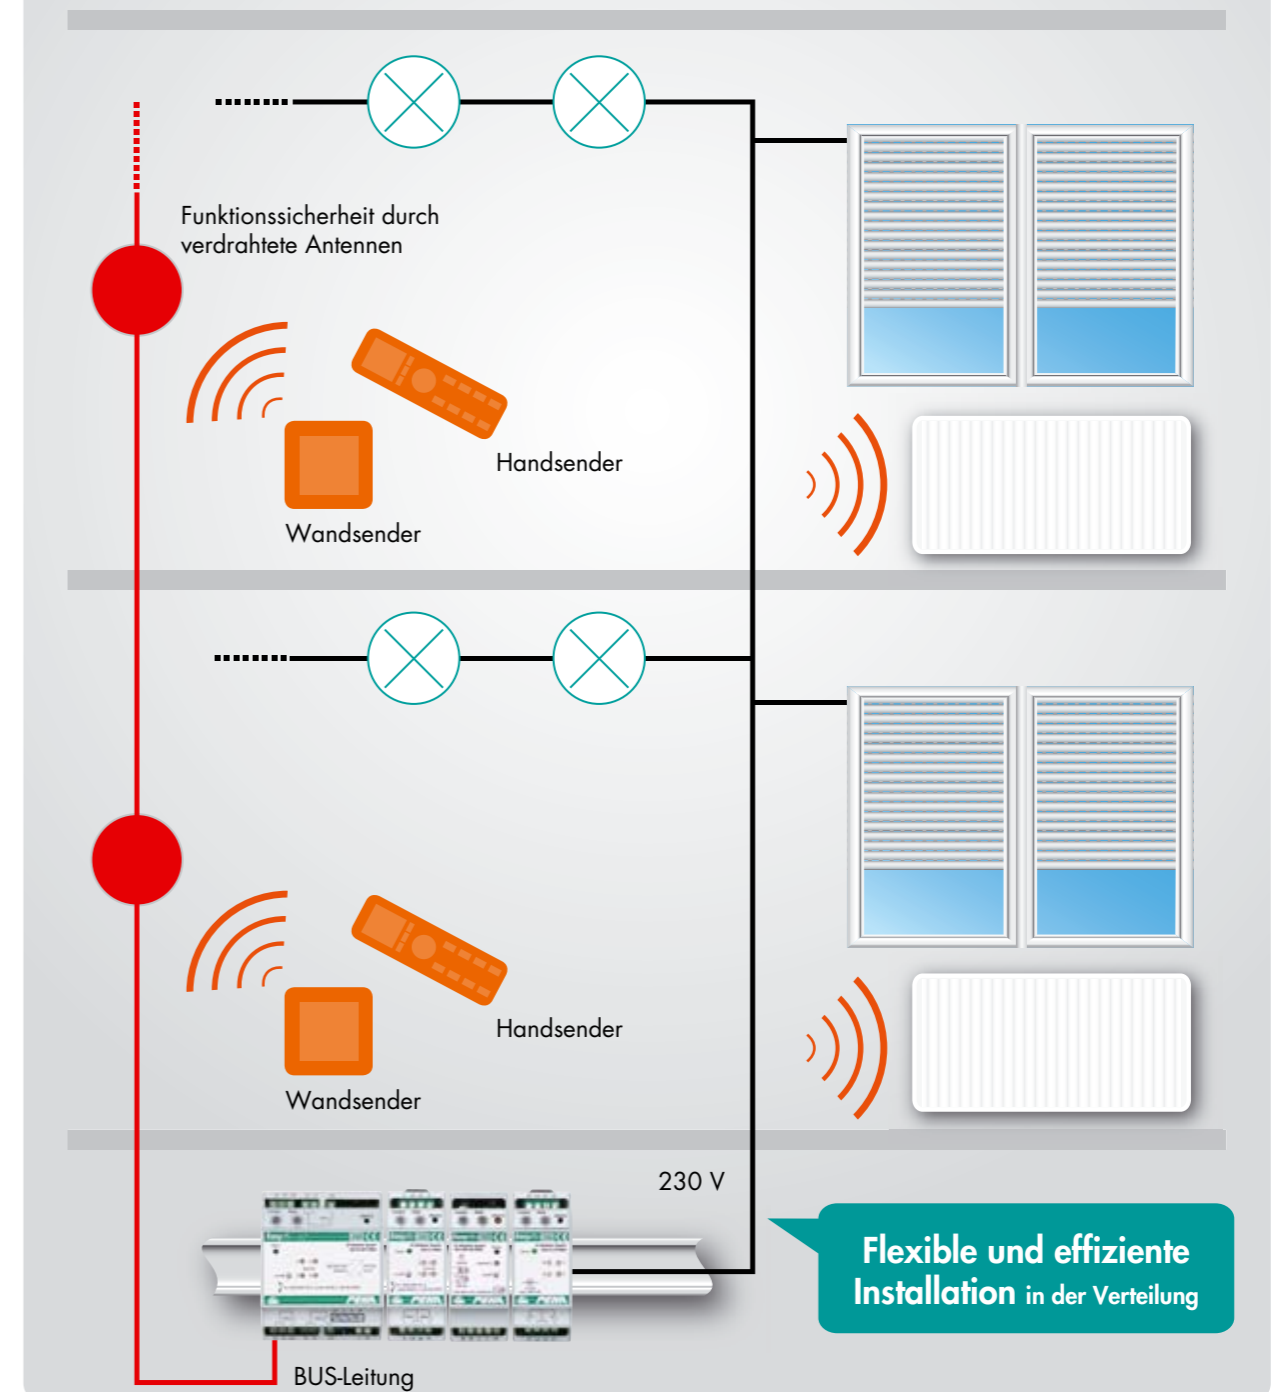 Funktionssicherheit durch
verdrahtete Antennen
Handsender
Wandsender
Handsender
Wandsender
230 V
Flexible und effiziente
Installation in der Verteilung
BUS-Leitung